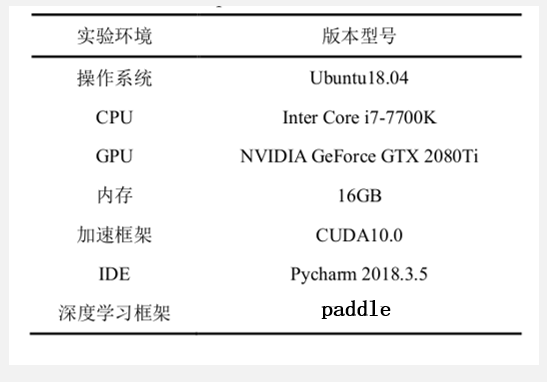 实验环境 版本型号
操作系统 Ubuntu18.04
CPU Inter Core i7-7700K
GPU NVIDIA GeForce GTX 2080Ti
内存 16GB
加速框架 CUDA10.0
IDE Pycharm 2018.3.5
深度学习框架 paddle